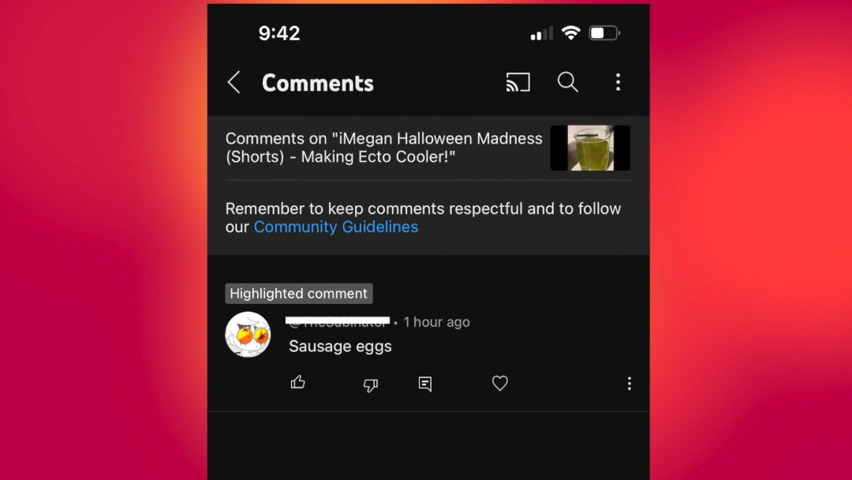 9:42
Comments
Comments on "iMegan Halloween Madness
(Shorts) - Making Ecto Cooler!"
Remember to keep comments respectful and to follow
our Community Guidelines
Highlighted comment
• 1 hour ago
Sausage eggs